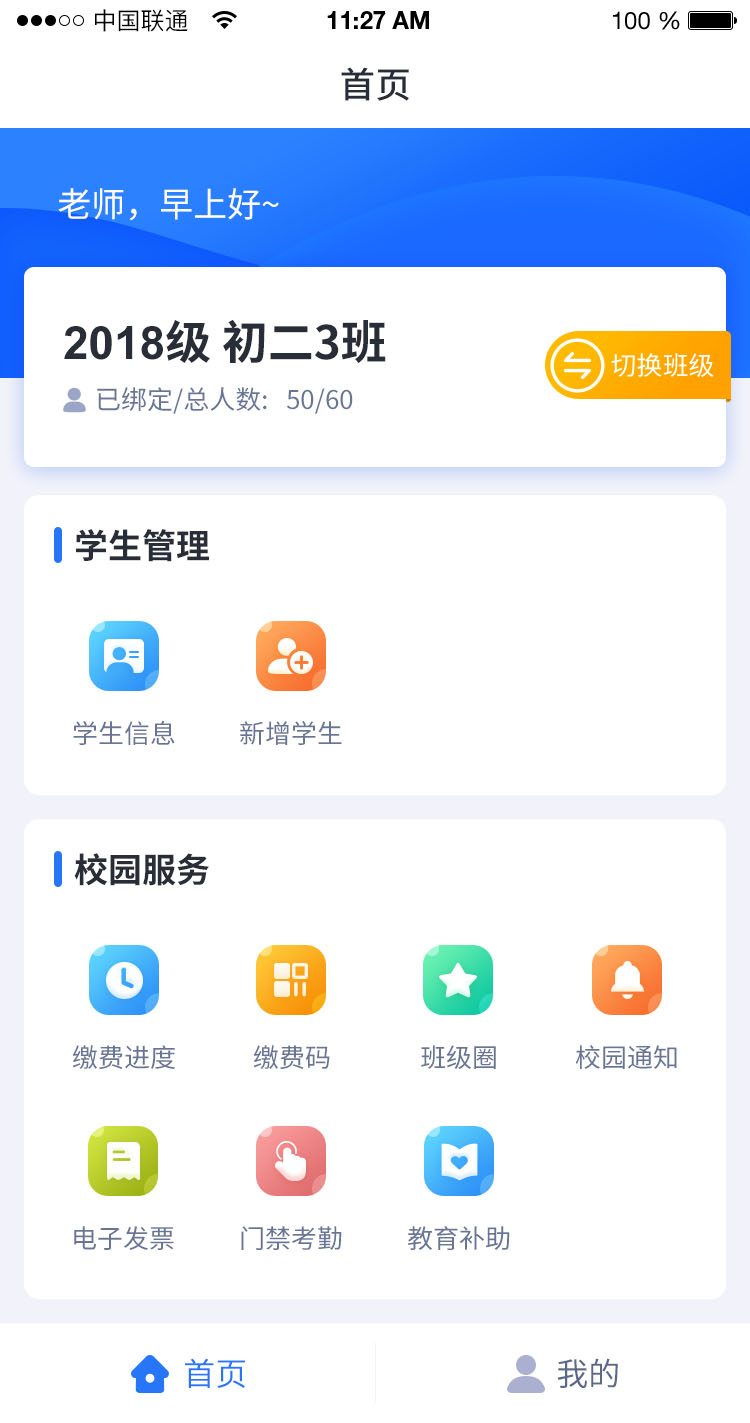 中国联通 11:27 AM 100 %
首页
老师，早上好~
2018级 初二3班
切换班级
已绑定/总人数: 50/60
学生管理
学生信息 新增学生
校园服务
缴费进度 缴费码 班级圈 校园通知
电子发票 门禁考勤 教育补助
首页 我的